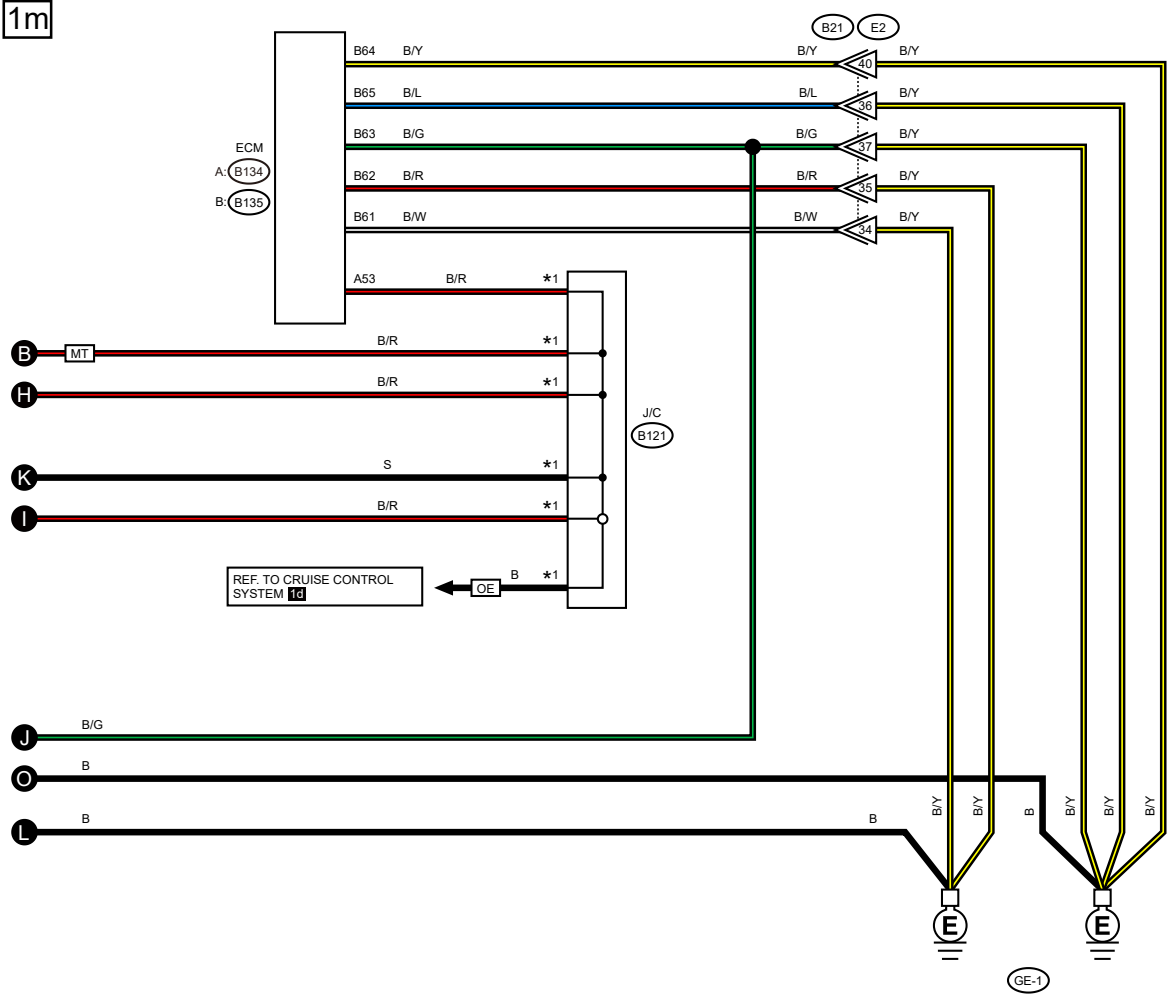 1m
B21 E2
B64 B/Y B/Y 40 B/Y
B65 B/L B/L 36 B/Y
B63 B/G B/G 37 B/Y
ECM
A: B134
B62 B/R B/R 35 B/Y
B: B135
B61 B/W B/W 34 B/Y
A53 B/R *1
B MT B/R *1
H B/R *1
J/C
B121
K S *1
I B/R *1
REF. TO CRUISE CONTROL
SYSTEM 1d
OE B *1
J B/G
O B
B/Y B/Y B B/Y B/Y B/Y
L B B
E E
GE-1